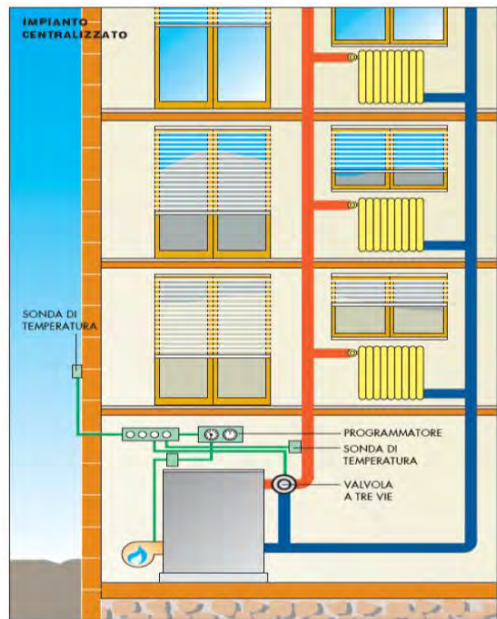 IMPIANTO
CENTRALIZZATO
SONDA DI
TEMPERATURA
PROGRAMMATORE
SONDA DI
TEMPERATURA
VALVOLA
A TRE VIE